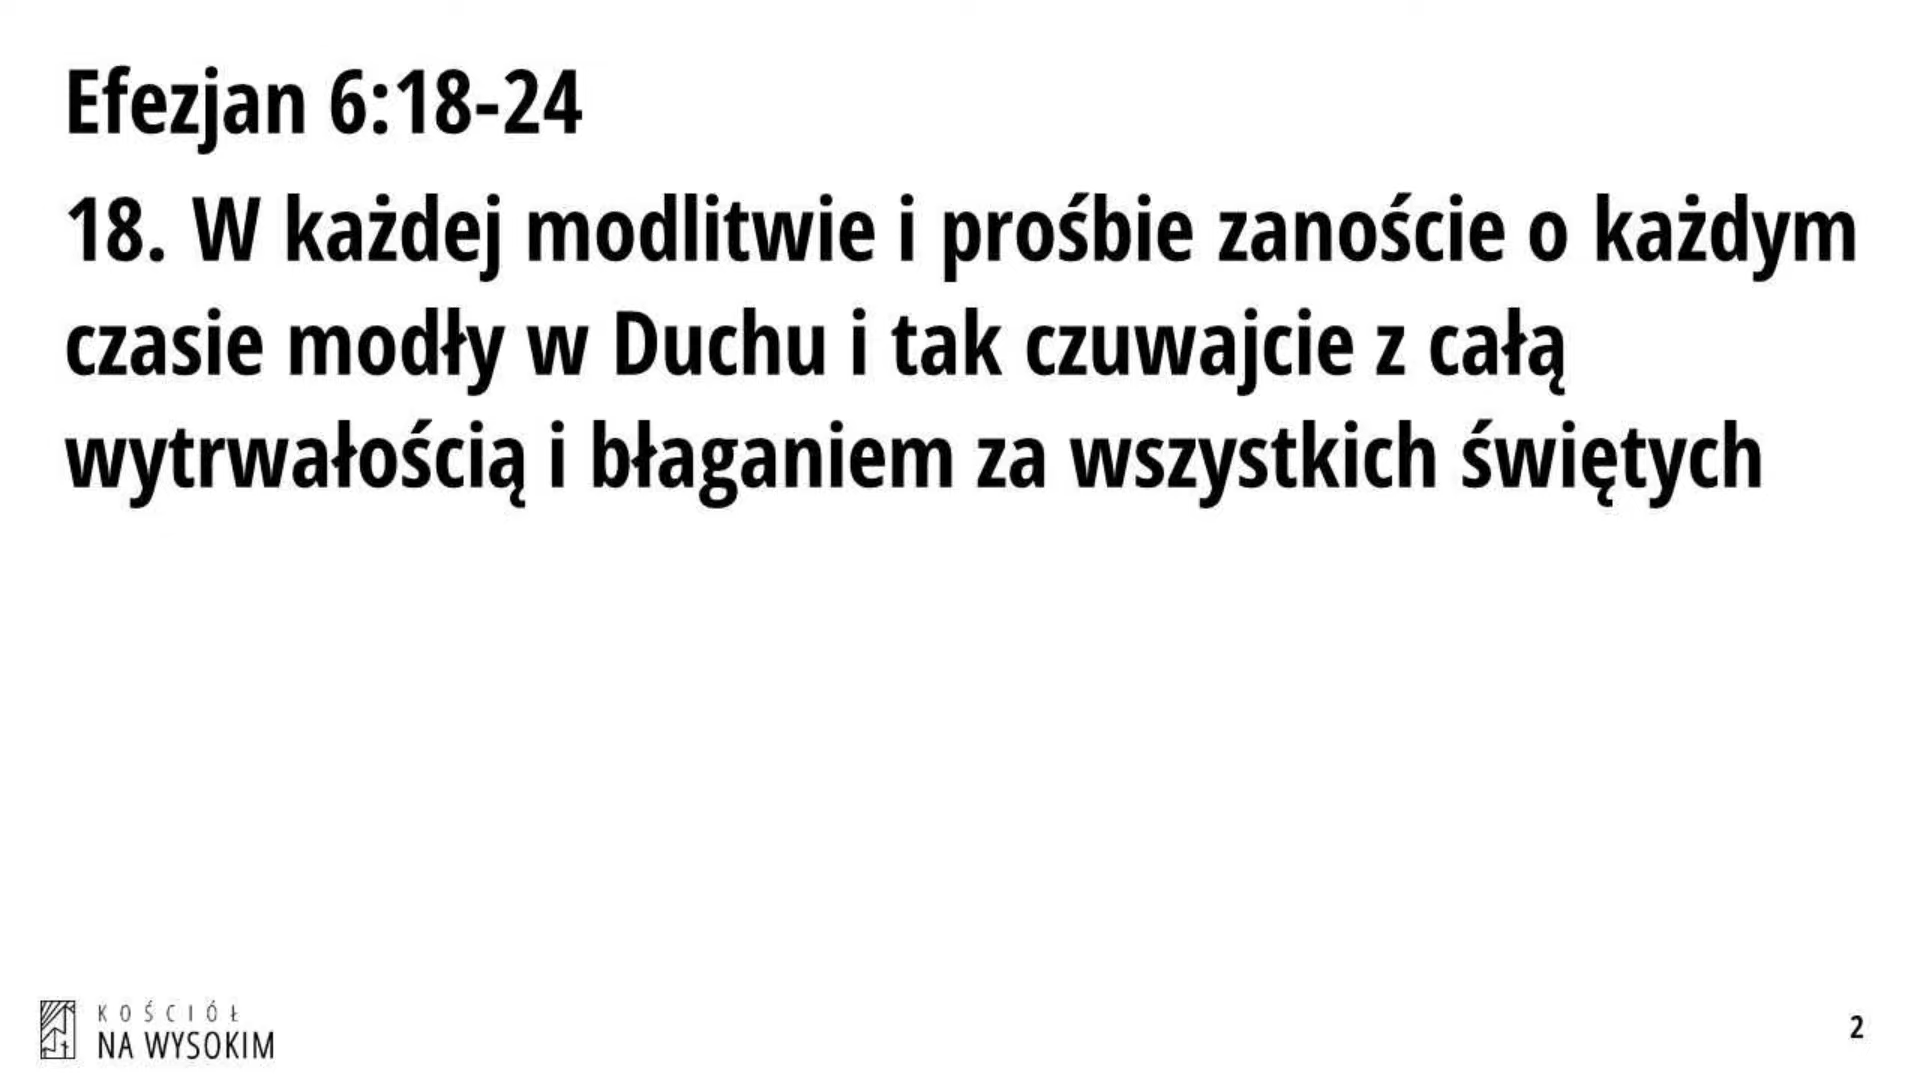 Efezjan 6:18-24
18. W każdej modlitwie i prośbie zanoście o każdym
czasie modły w Duchu i tak czuwajcie z całą
wytrwałością i błaganiem za wszystkich świętych
KOŚCIÓŁ
NA WYSOKIM
2